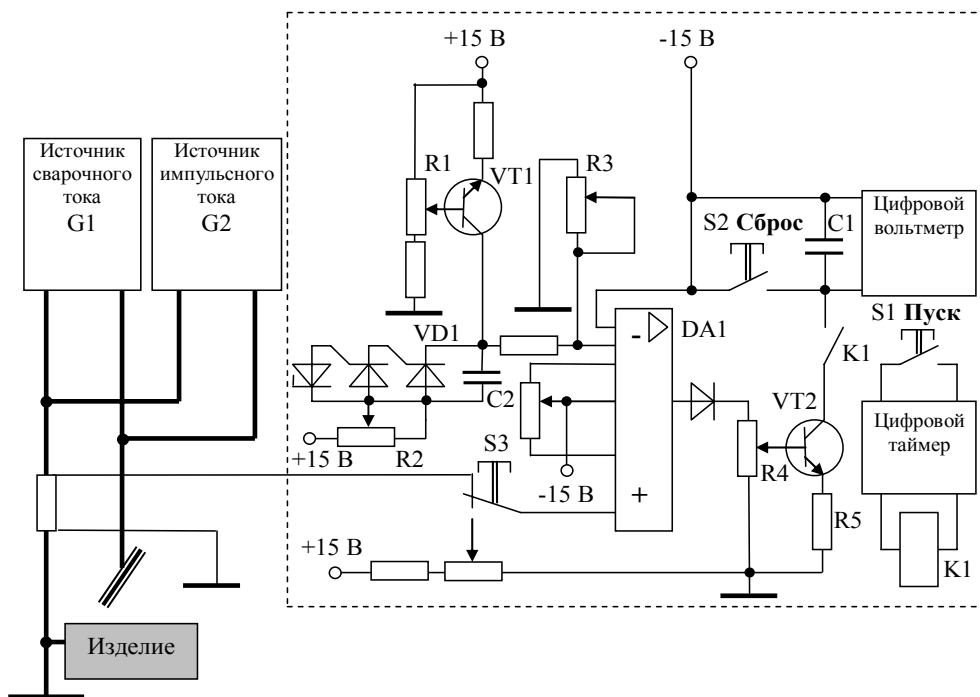 +15 В
-15 В
Источник
сварочного
тока
G1
Источник
импульсного
тока
G2
R1
VT1
R3
S2 Сброс
C1
Цифровой
вольтметр
S1 Пуск
VD1
-
DA1
K1
C2
VT2
Цифровой
таймер
+15 В
R2
S3
-15 В
R4
+
R5
+15 В
K1
Изделие